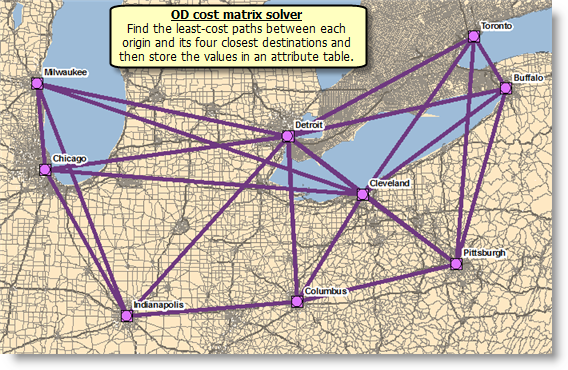 OD cost matrix solver
Find the least-cost paths between each
origin and its four closest destinations and
then store the values in an attribute table.
Toronto
Milwaukee
Buffalo
Detroit
Chicago
Cleveland
Pittsburgh
Columbus
Indianapolis